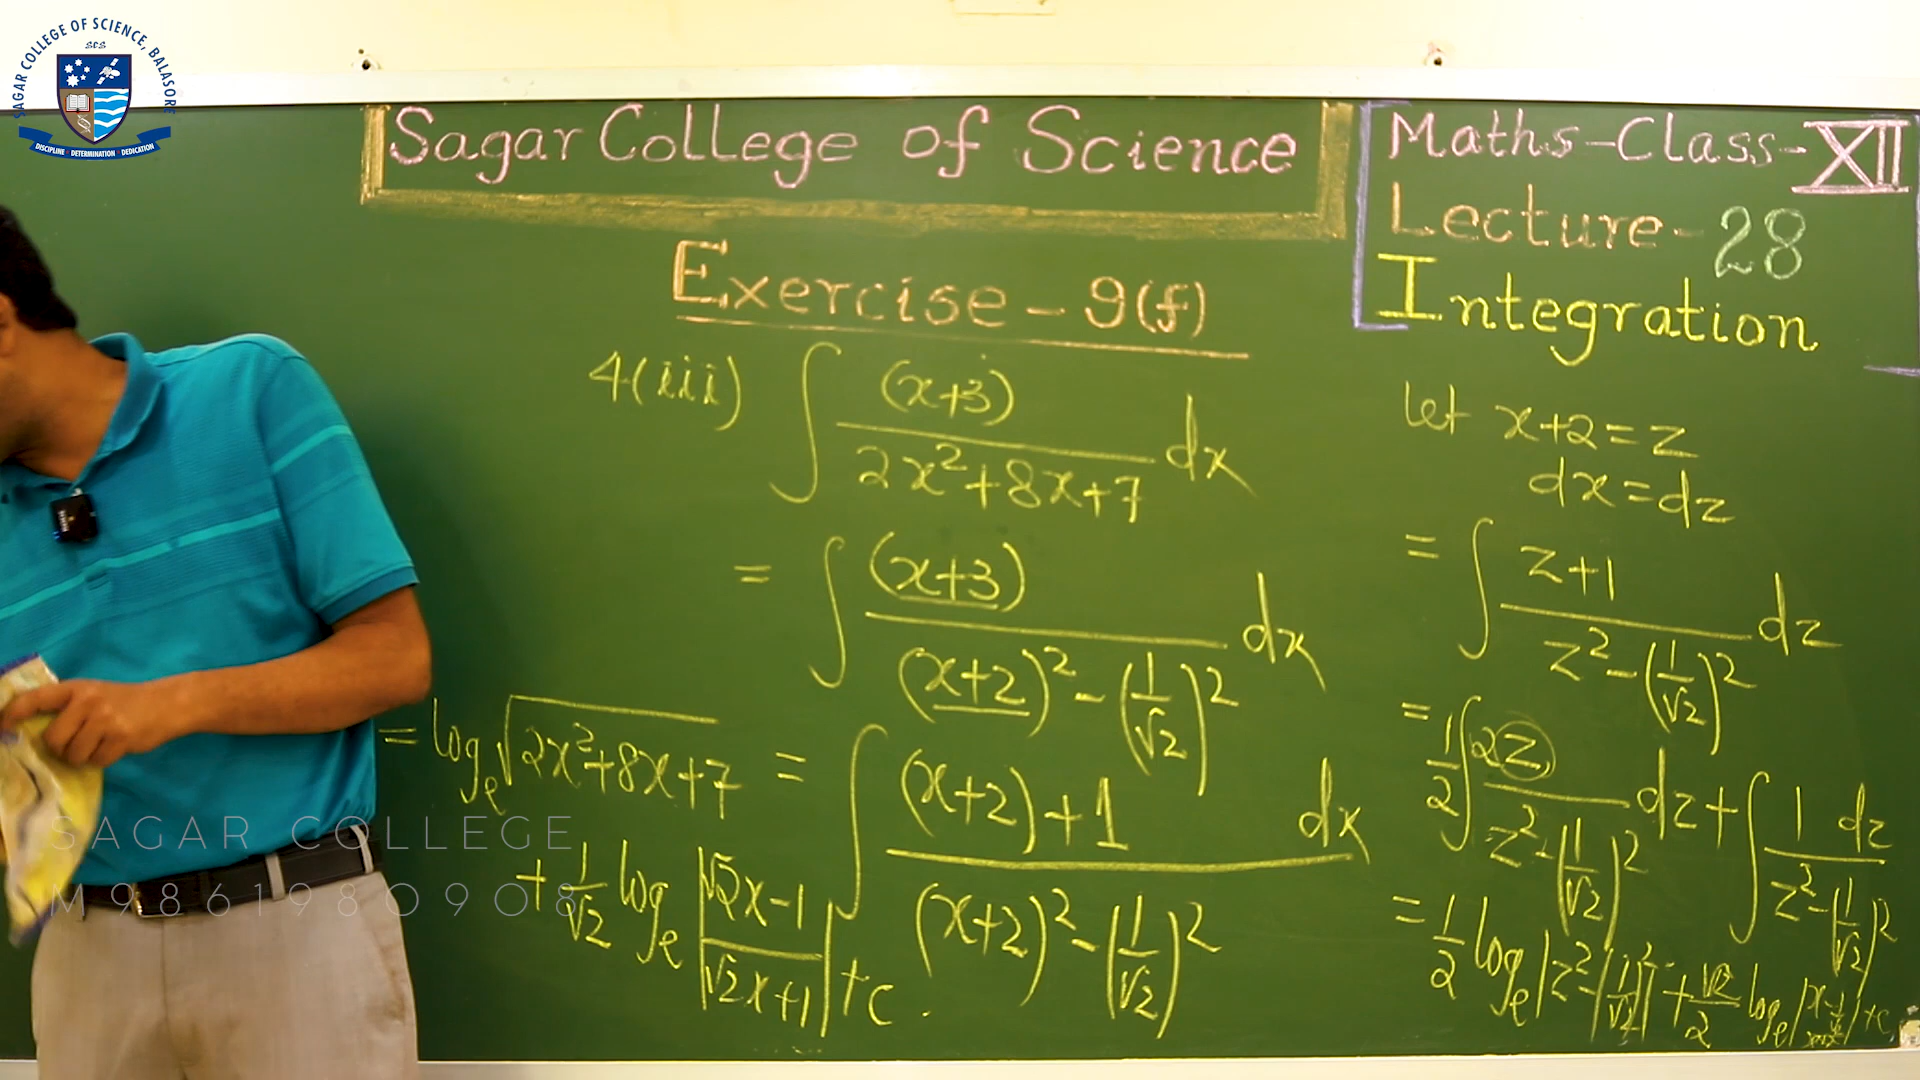 SAGAR COLLEGE OF SCIENCE, BALASORE
SCS
DISCIPLINE DETERMINATION DEDICATION
Sagar College of Science
Maths-Class-XII
Lecture-28
Integration
Exercise-9(f)
4(iii) ∫ (x+3) / 2x²+8x+7 dx
= ∫ (x+3) / (x+2)² - (1/√2)² dx
= ∫ (x+2)+1 / (x+2)² - (1/√2)² dx
let x+2=z
dx=dz
= ∫ z+1 / z² - (1/√2)² dz
= 1/2 ∫ 2z / z² - (1/√2)² dz + ∫ 1 dz / z² - (1/√2)²
= 1/2 logₑ |z² - (1/√2)²| + √2/2 logₑ
+c
= logₑ √2x²+8x+7
+ 1/√2 logₑ |√2x-1 / √2x+1| + c.
SAGAR COLLEGE
M9861980908